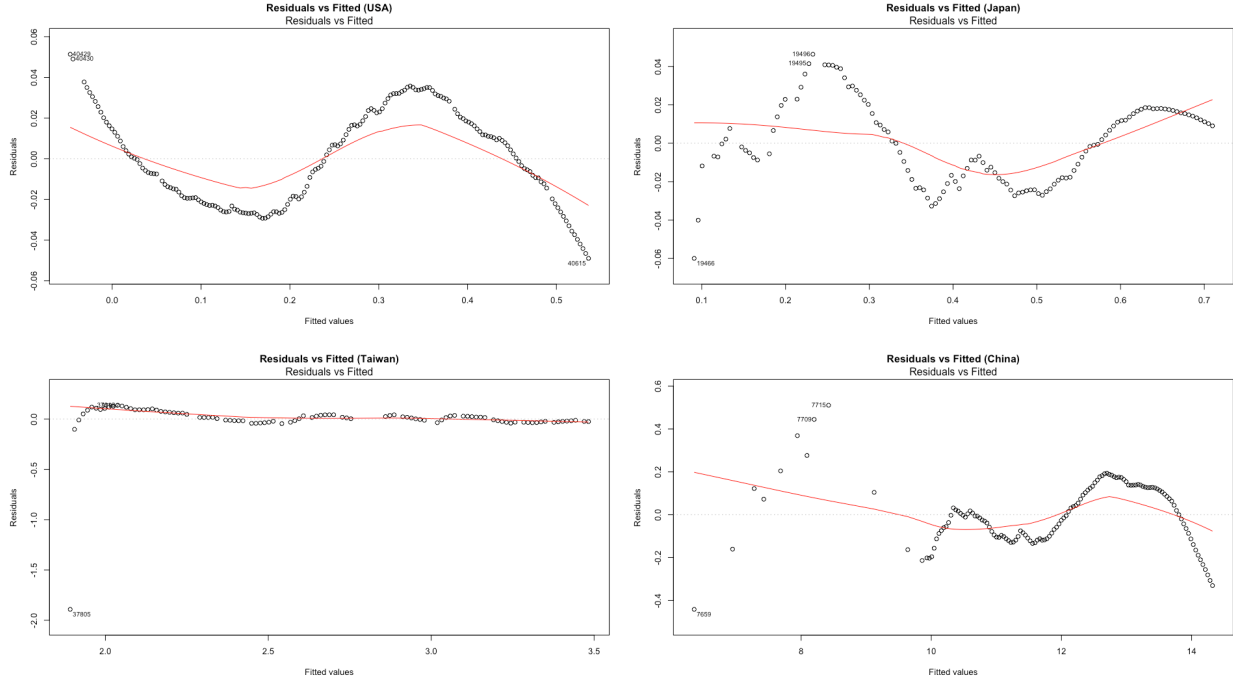 Residuals vs Fitted (USA)
Residuals vs Fitted
Residuals
0.06
0.04
0.02
0.00
-0.02
-0.04
-0.06
40429
40430
40615
0.0 0.1 0.2 0.3 0.4 0.5
Fitted values
Residuals vs Fitted (Japan)
Residuals vs Fitted
Residuals
0.04
0.02
0.00
-0.02
-0.04
-0.06
19496
19495
19466
0.1 0.2 0.3 0.4 0.5 0.6 0.7
Fitted values
Residuals vs Fitted (Taiwan)
Residuals vs Fitted
Residuals
0.0
-0.5
-1.0
-1.5
-2.0
37805
2.0 2.5 3.0 3.5
Fitted values
Residuals vs Fitted (China)
Residuals vs Fitted
Residuals
0.6
0.4
0.2
0.0
-0.2
-0.4
7715
7709
7659
8 10 12 14
Fitted values